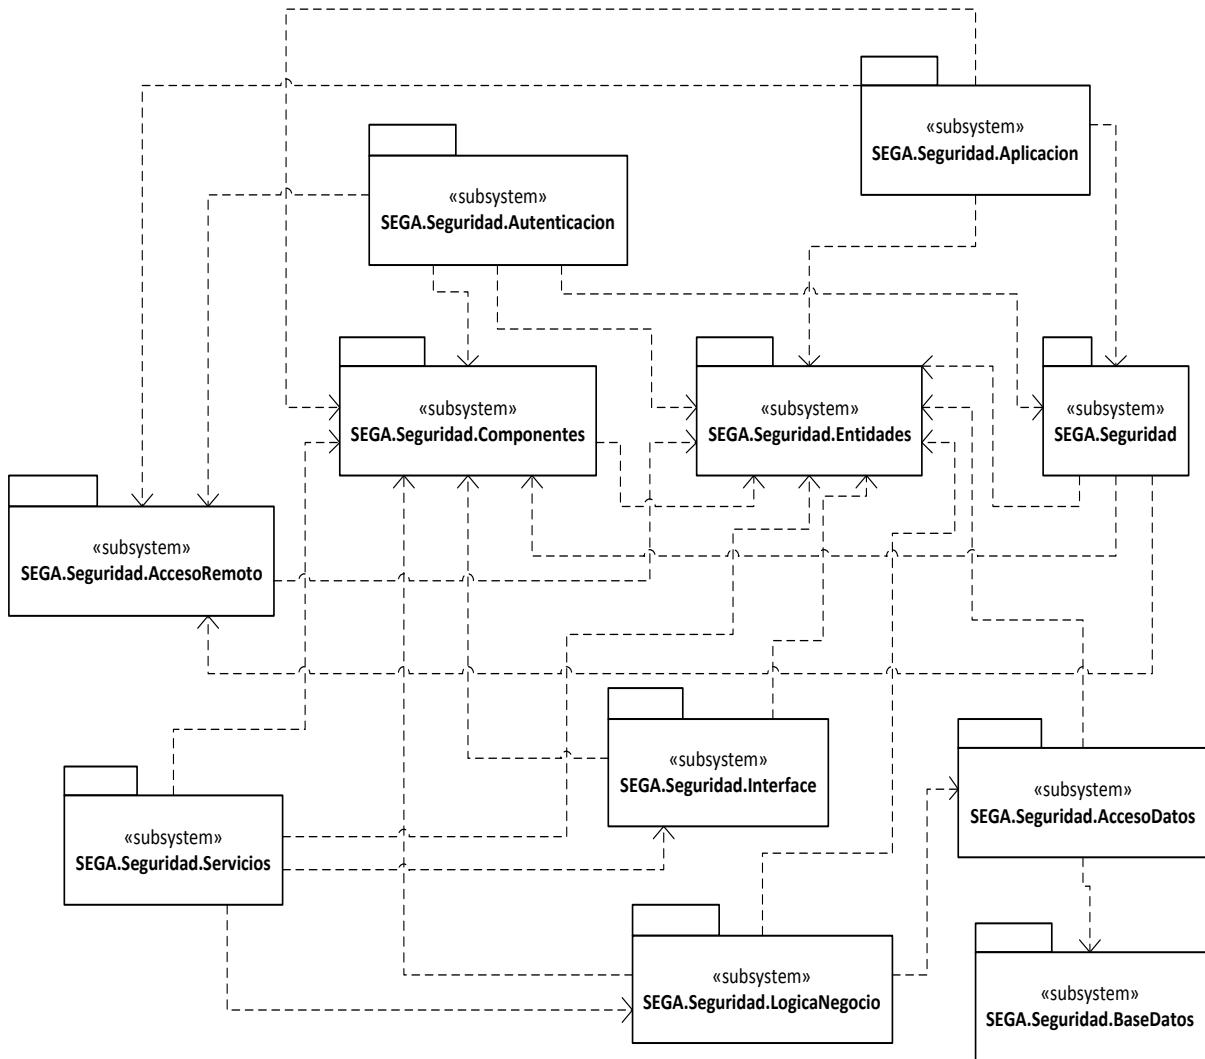 «subsystem»
SEGA.Seguridad.Aplicacion
«subsystem»
SEGA.Seguridad.Autenticacion
«subsystem»
SEGA.Seguridad.Componentes
«subsystem»
SEGA.Seguridad.Entidades
«subsystem»
SEGA.Seguridad
«subsystem»
SEGA.Seguridad.AccesoRemoto
«subsystem»
SEGA.Seguridad.Interface
«subsystem»
SEGA.Seguridad.AccesoDatos
«subsystem»
SEGA.Seguridad.Servicios
«subsystem»
SEGA.Seguridad.LogicaNegocio
«subsystem»
SEGA.Seguridad.BaseDatos